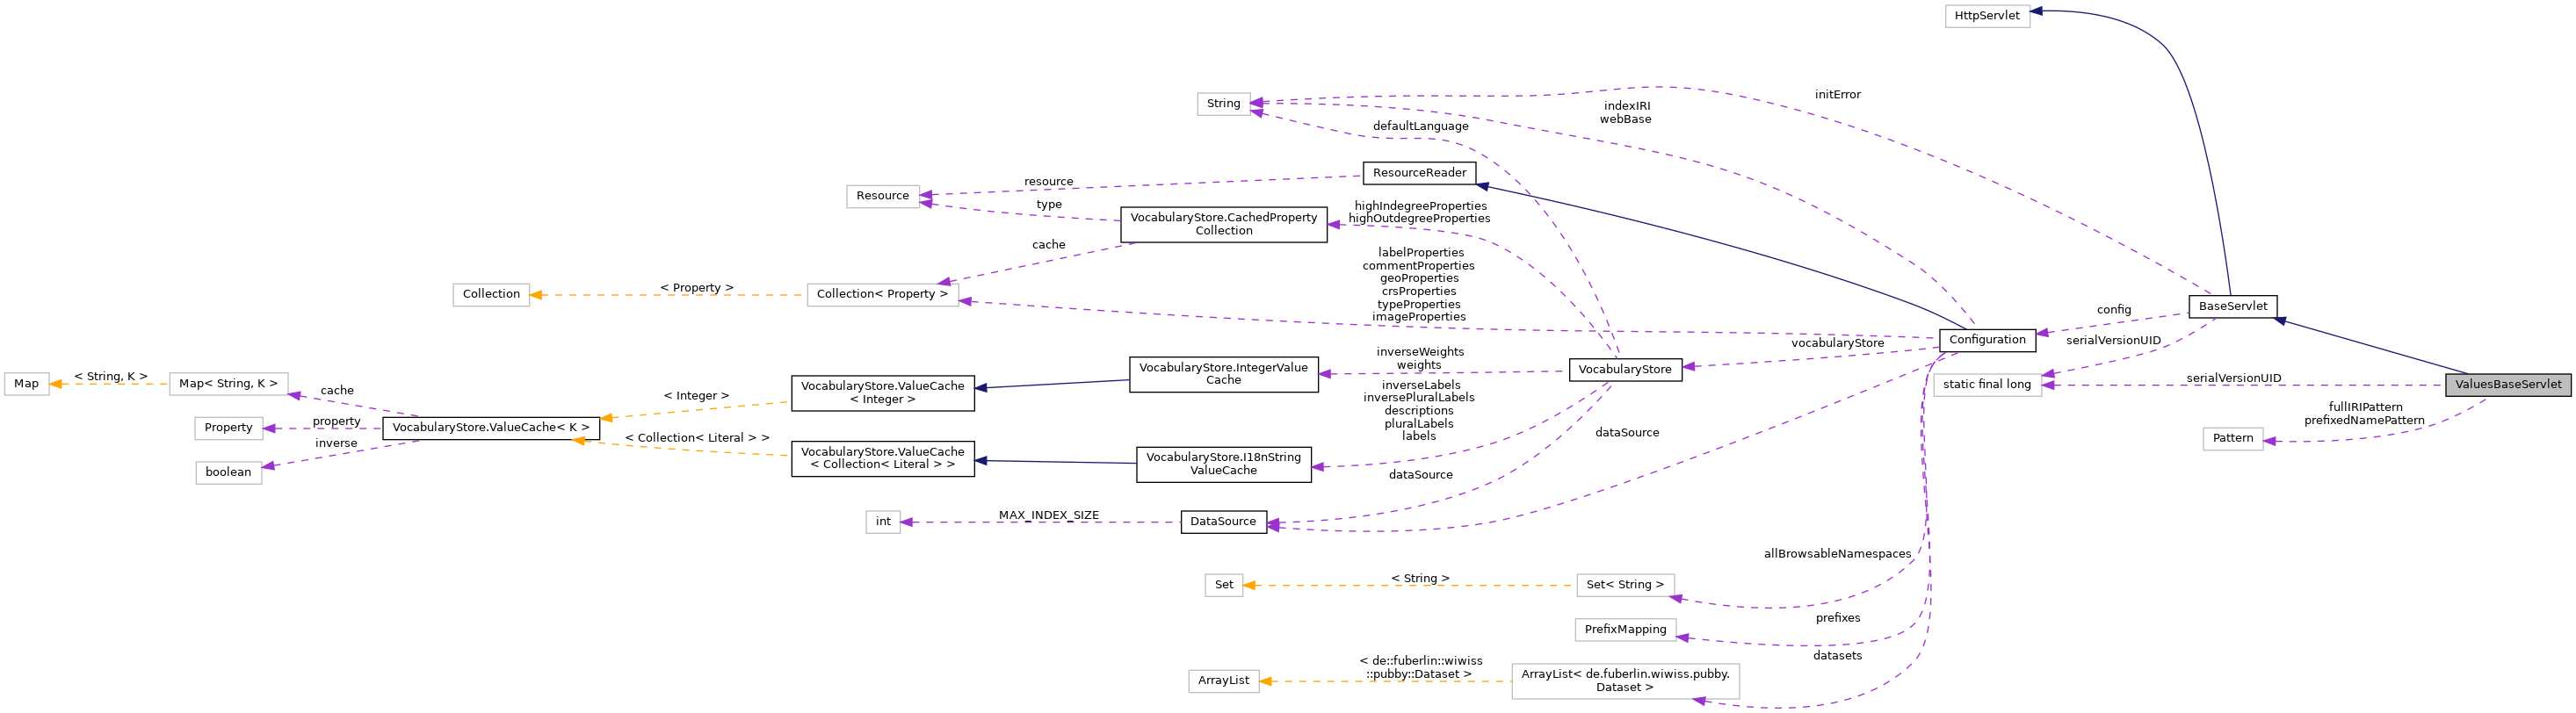 HttpServlet
initError
String
indexIRI
webBase
defaultLanguage
ResourceReader
resource
Resource
type
highIndegreeProperties
highOutdegreeProperties
VocabularyStore.CachedProperty
Collection
cache
labelProperties
commentProperties
geoProperties
crsProperties
typeProperties
imageProperties
Collection
< Property >
Collection< Property >
BaseServlet
config
serialVersionUID
Configuration
vocabularyStore
inverseWeights
weights
VocabularyStore.IntegerValue
Cache
VocabularyStore
static final long
serialVersionUID
ValuesBaseServlet
Map
< String, K >
Map< String, K >
cache
VocabularyStore.ValueCache
< Integer >
< Integer >
inverseLabels
inversePluralLabels
descriptions
pluralLabels
labels
fullIRIPattern
prefixedNamePattern
Pattern
Property
property
VocabularyStore.ValueCache< K >
inverse
boolean
< Collection< Literal > >
VocabularyStore.ValueCache
< Collection< Literal > >
VocabularyStore.I18nString
ValueCache
dataSource
dataSource
int
MAX_INDEX_SIZE
DataSource
allBrowsableNamespaces
Set
< String >
Set< String >
prefixes
PrefixMapping
datasets
ArrayList
< de::fuberlin::wiwiss
::pubby::Dataset >
ArrayList< de.fuberlin.wiwiss.pubby.
Dataset >